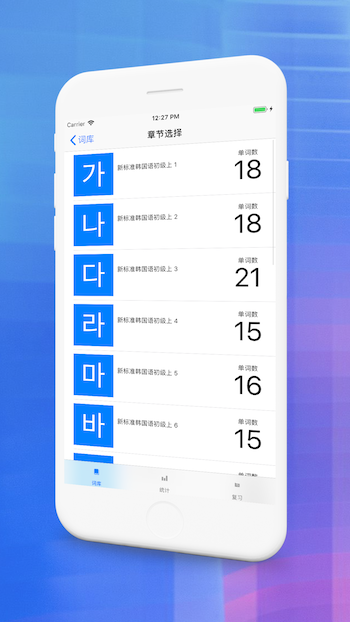 Carrier
12:27 PM
词库
章节选择
가
新标准韩国语初级上 1
单词数
18
나
新标准韩国语初级上 2
单词数
18
다
新标准韩国语初级上 3
单词数
21
라
新标准韩国语初级上 4
单词数
15
마
新标准韩国语初级上 5
单词数
16
바
新标准韩国语初级上 6
单词数
15
单词数
词库
统计
复习